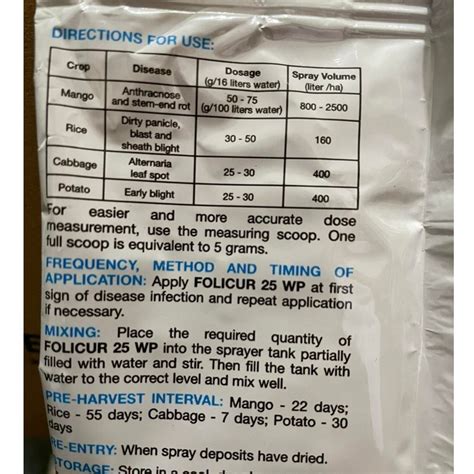 DIRECTIONS FOR USE:
Crop Disease Dosage (g/16 liters water) Spray Volume (liter /ha)
Mango Anthracnose and stem-end rot 50 - 75 (g/100 liters water) 800 - 2500
Rice Dirty panicle, blast and sheath blight 30 - 50 160
Cabbage Alternaria leaf spot 25 - 30 400
Potato Early blight 25 - 30 400
For easier and more accurate dose
measurement, use the measuring scoop. One
full scoop is equivalent to 5 grams.
FREQUENCY, METHOD AND TIMING OF
APPLICATION: Apply FOLICUR 25 WP at first
sign of disease infection and repeat application
if necessary.
MIXING: Place the required quantity of
FOLICUR 25 WP into the sprayer tank partially
filled with water and stir. Then fill the tank with
water to the correct level and mix well.
PRE-HARVEST INTERVAL: Mango - 22 days;
Rice - 55 days; Cabbage - 7 days; Potato - 30
days
RE-ENTRY: When spray deposits have dried.
STORAGE: Store in a